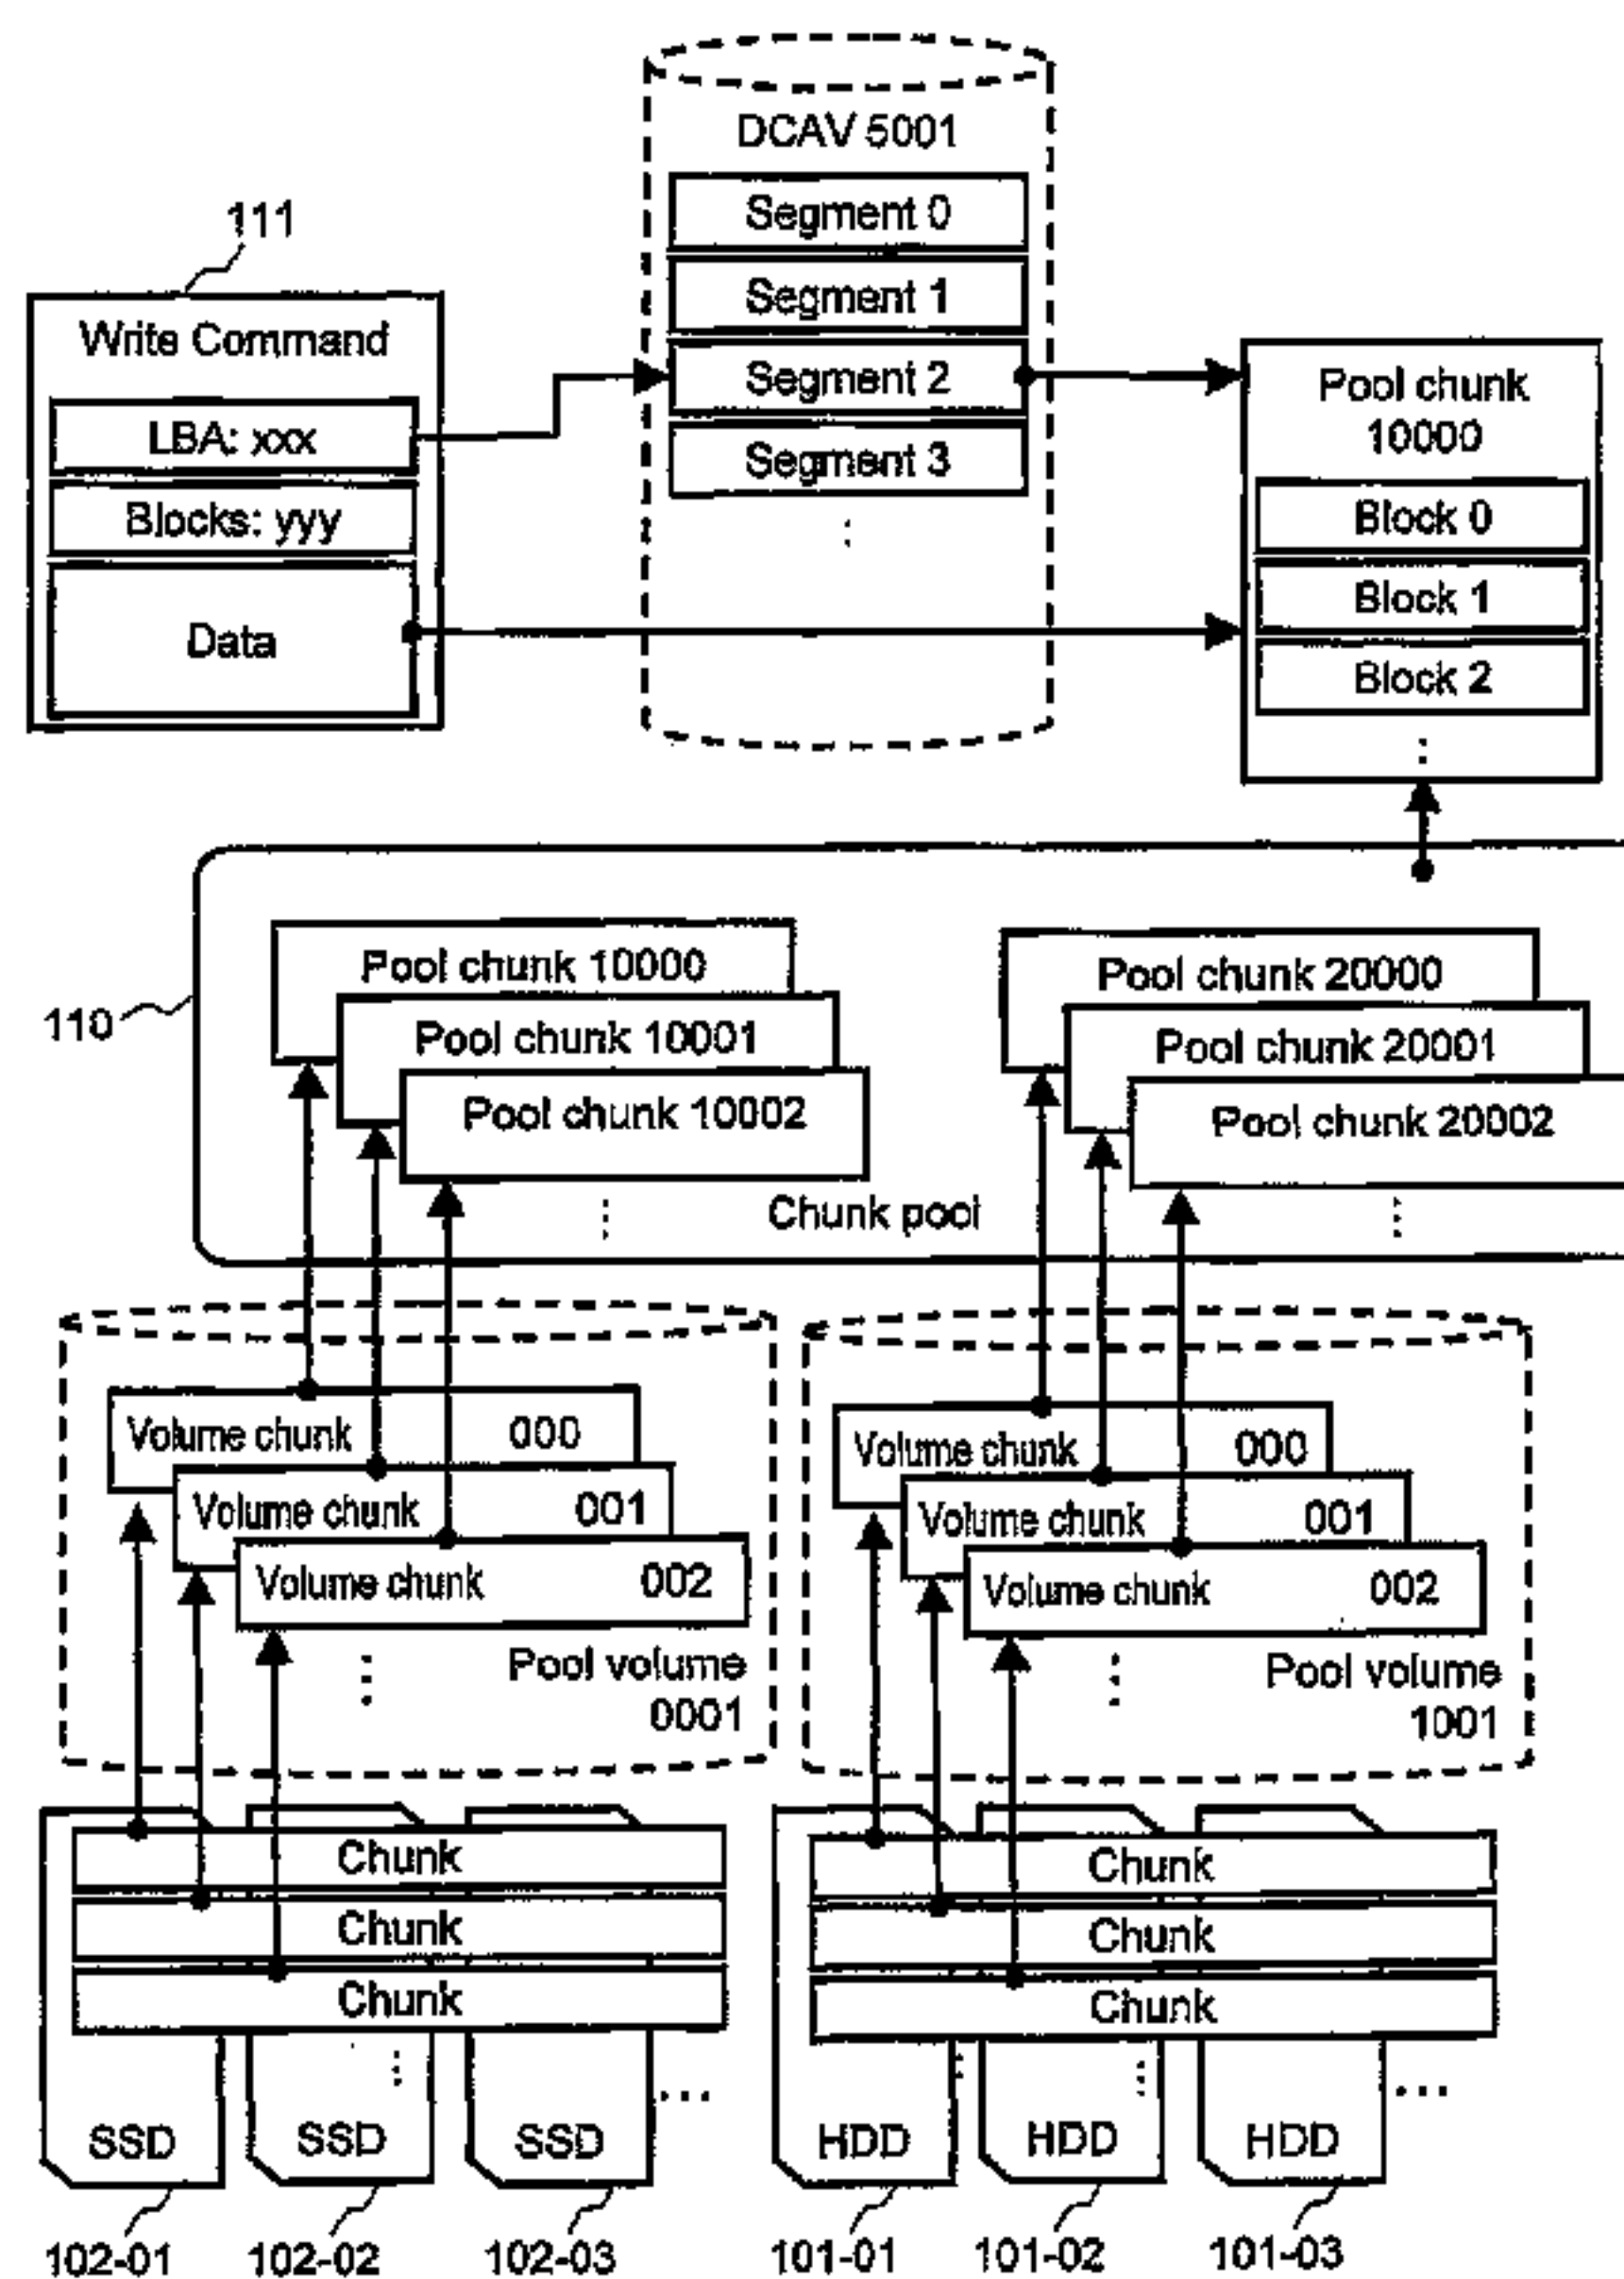 DCAV 5001
Segment 0
Segment 1
Segment 2
Segment 3
111
Write Command
LBA: xxx
Blocks: yyy
Data
Pool chunk
10000
Block 0
Block 1
Block 2
110
Pool chunk 10000
Pool chunk 10001
Pool chunk 10002
Pool chunk 20000
Pool chunk 20001
Pool chunk 20002
Chunk pool
Volume chunk 000
Volume chunk 001
Volume chunk 002
Pool volume
0001
Volume chunk 000
Volume chunk 001
Volume chunk 002
Pool volume
1001
Chunk
Chunk
Chunk
SSD
SSD
SSD
102-01
102-02
102-03
Chunk
Chunk
Chunk
HDD
HDD
HDD
101-01
101-02
101-03